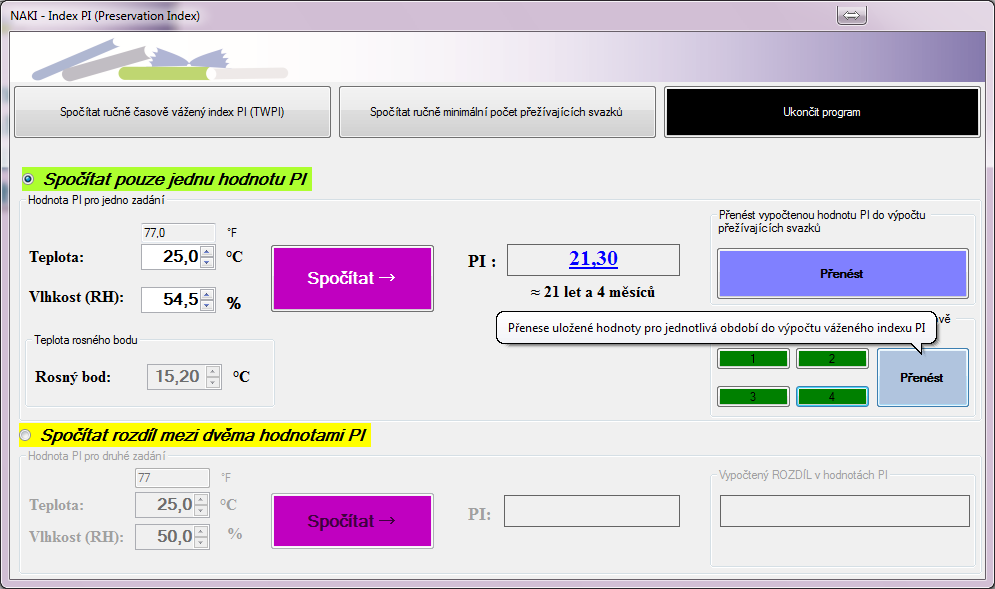 NAKI - Index PI (Preservation Index)
Spočítat ručně časově vážený index PI (TWPI)
Spočítat ručně minimální počet přežívajících svazků
Ukončit program
Spočítat pouze jednu hodnotu PI
Hodnota PI pro jedno zadání
77,0 °F
Teplota: 25,0 °C
Vlhkost (RH): 54,5 %
Spočítat →
PI : 21,30
≈ 21 let a 4 měsíců
Přenést vypočtenou hodnotu PI do výpočtu
přežívajících svazků
Přenést
Přenese uložené hodnoty pro jednotlivá období do výpočtu váženého indexu PI
1 2
3 4
Přenést
Teplota rosného bodu
Rosný bod: 15,20 °C
Spočítat rozdíl mezi dvěma hodnotami PI
Hodnota PI pro druhé zadání
77 °F
Teplota: 25,0 °C
Vlhkost (RH): 50,0 %
Spočítat →
PI:
Vypočtený ROZDÍL v hodnotách PI